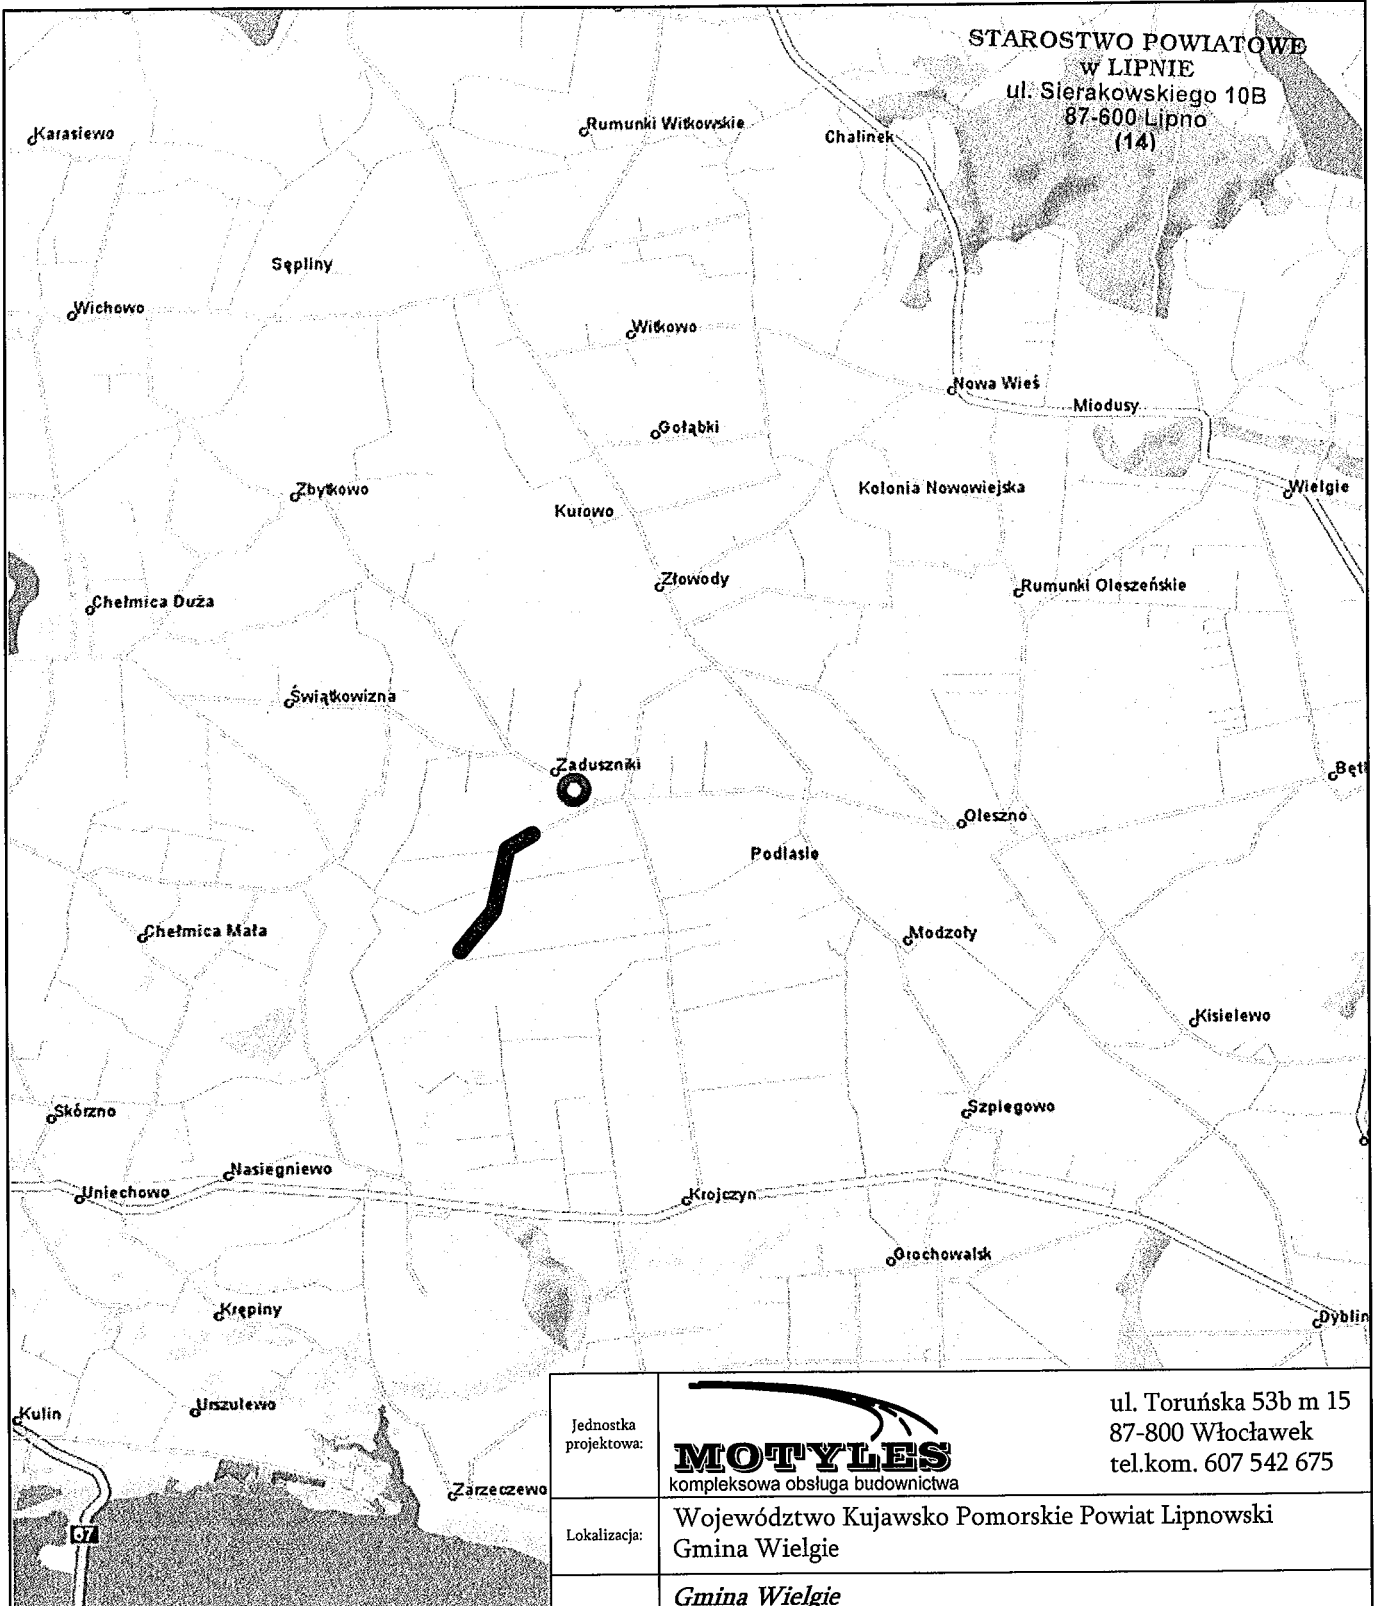 STAROSTWO POWIATOWE
w LIPNIE
ul. Sierakowskiego 10B
87-600 Lipno
(14)
Karasiewo
Rumunki Witkowskie
Chalinek
Sępliny
Wichowo
Witkowo
Nowa Wieś
Miodusy
Gołąbki
Zbytkowo
Kurowo
Kolonia Nowowiejska
Wielgie
Złowody
Rumunki Oleszeńskie
Chełmica Duża
Świątkowizna
Zaduszniki
Oleszno
Podlasie
Chełmica Mała
Modzoły
Kisielewo
Skórzno
Szpiegowo
Nasiegniewo
Uniechowo
Krojczyn
Grochowalsk
Krępiny
Dyblin
Urszulewo
Kulin
Zarzeczewo
67
Jednostka
projektowa:
MOTYLES
kompleksowa obsługa budownictwa
ul. Toruńska 53b m 15
87-800 Włocławek
tel.kom. 607 542 675
Lokalizacja:
Województwo Kujawsko Pomorskie Powiat Lipnowski
Gmina Wielgie
Gmina Wielgie